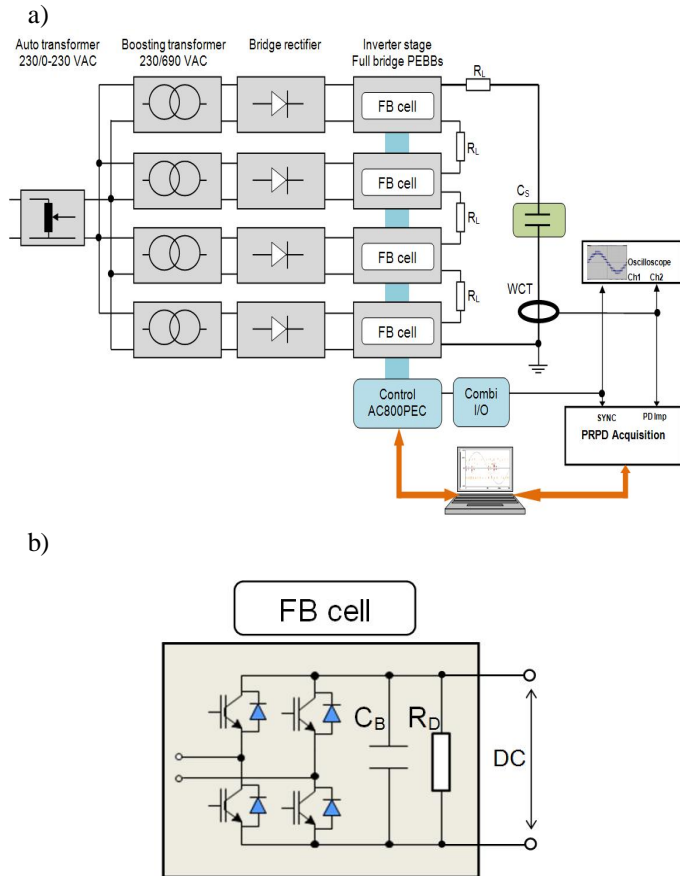 a)
Auto transformer
230/0-230 VAC
Boosting transformer
230/690 VAC
Bridge rectifier
Inverter stage
Full bridge PEBBs
RL
FB cell
RL
FB cell
CS
RL
FB cell
Oscilloscope
Ch1 Ch2
RL
WCT
FB cell
Control
AC800PEC
Combi
I/O
SYNC
PD Imp
PRPD Acquisition
b)
FB cell
CB
RD
DC